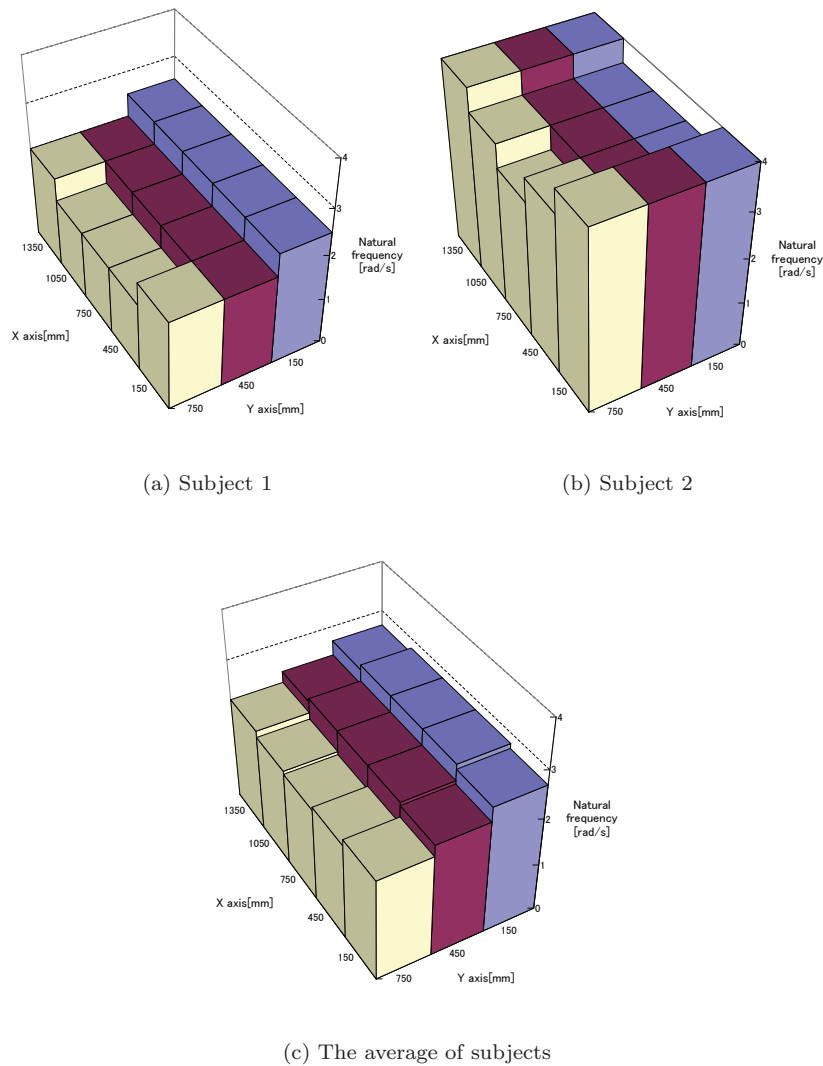 4
3
2
1
0
Natural
frequency
[rad/s]
1350
1050
750
450
150
X axis[mm]
750
450
150
Y axis[mm]
(a) Subject 1
4
3
2
1
0
Natural
frequency
[rad/s]
1350
1050
750
450
150
X axis[mm]
750
450
150
Y axis[mm]
(b) Subject 2
4
3
2
1
0
Natural
frequency
[rad/s]
1350
1050
750
450
150
X axis[mm]
750
450
150
Y axis[mm]
(c) The average of subjects